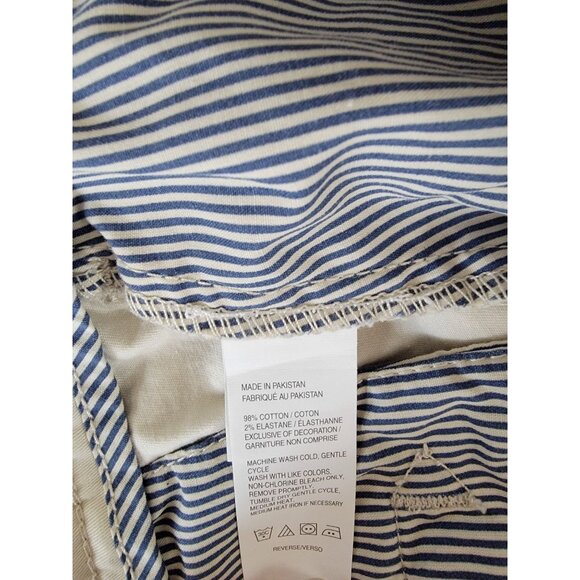 MADE IN PAKISTAN
FABRIQUÉ AU PAKISTAN
98% COTTON / COTON
2% ELASTANE / ÉLASTHANNE
EXCLUSIVE OF DECORATION /
GARNITURE NON COMPRISE
MACHINE WASH COLD, GENTLE
CYCLE
WASH WITH LIKE COLORS,
NON-CHLORINE BLEACH ONLY,
REMOVE PROMPTLY.
TUMBLE DRY GENTLE CYCLE,
MEDIUM HEAT.
MEDIUM HEAT IRON IF NECESSARY
REVERSE/VERSO